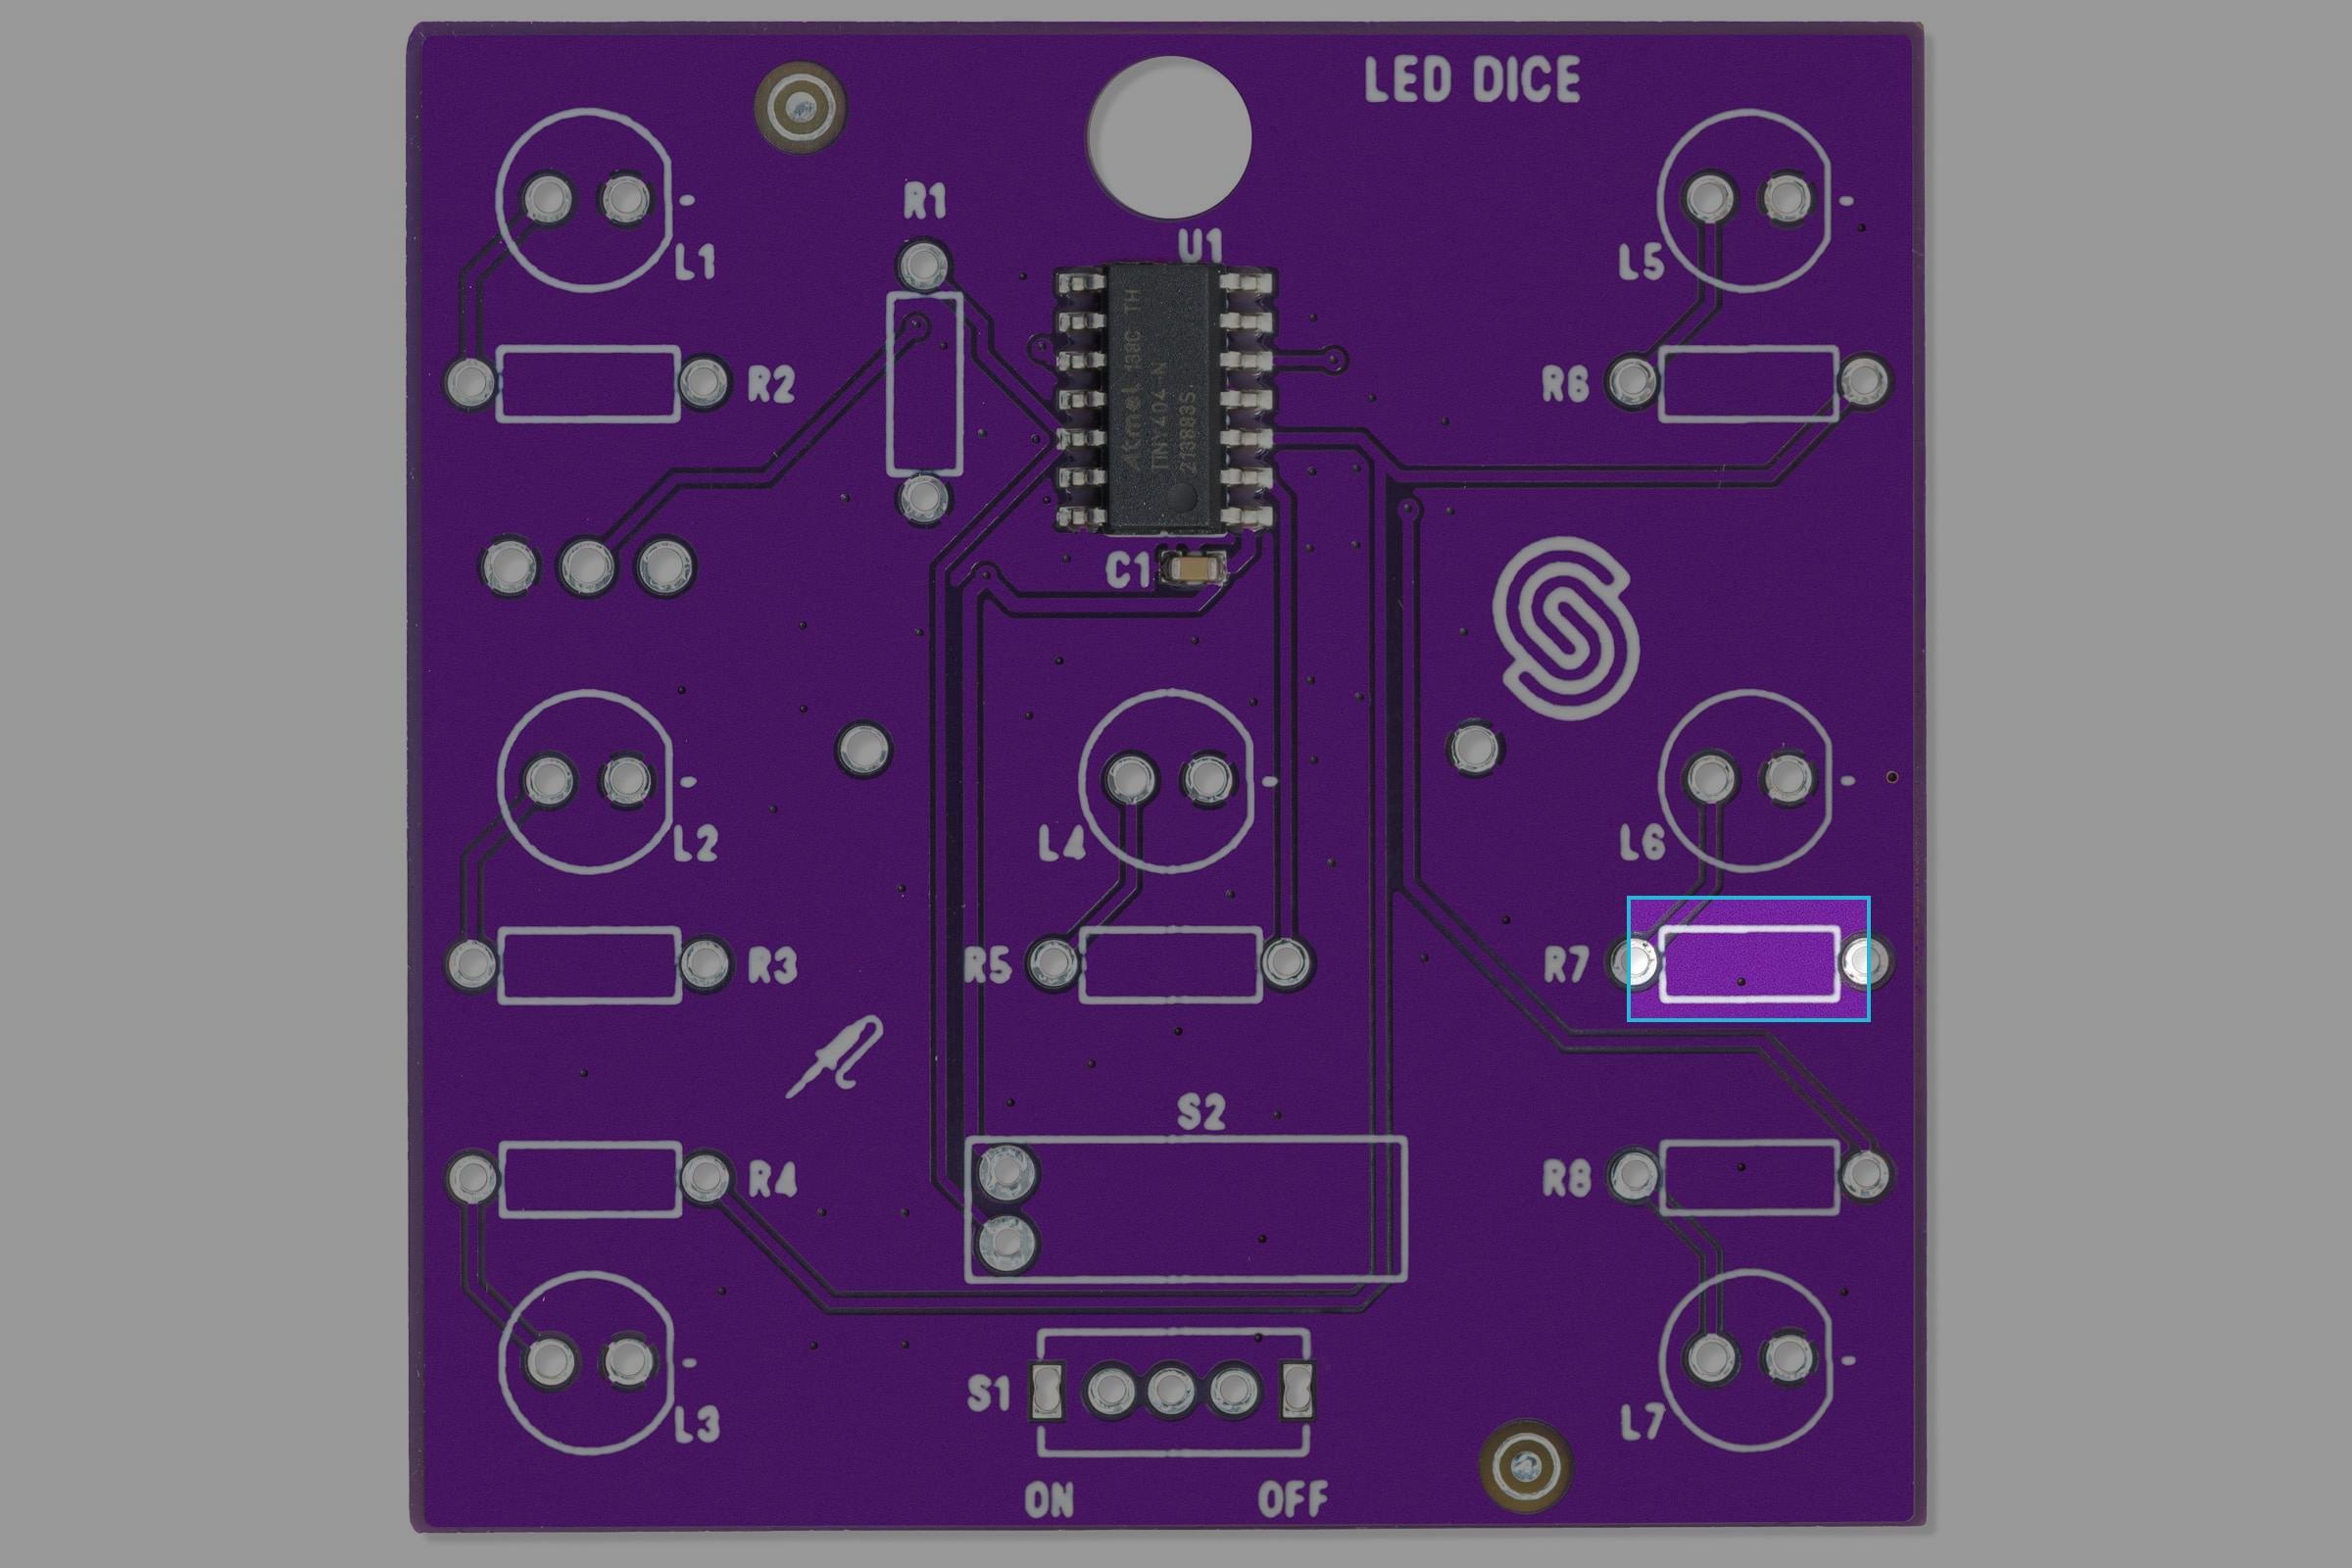 LED DICE
R1
U1
L1
L5
Atmel 138C TH
TINY404-N
213883S
R2
R6
C1
L2
L4
L6
R3
R5
R7
S2
R4
R8
S1
L3
L7
ON
OFF